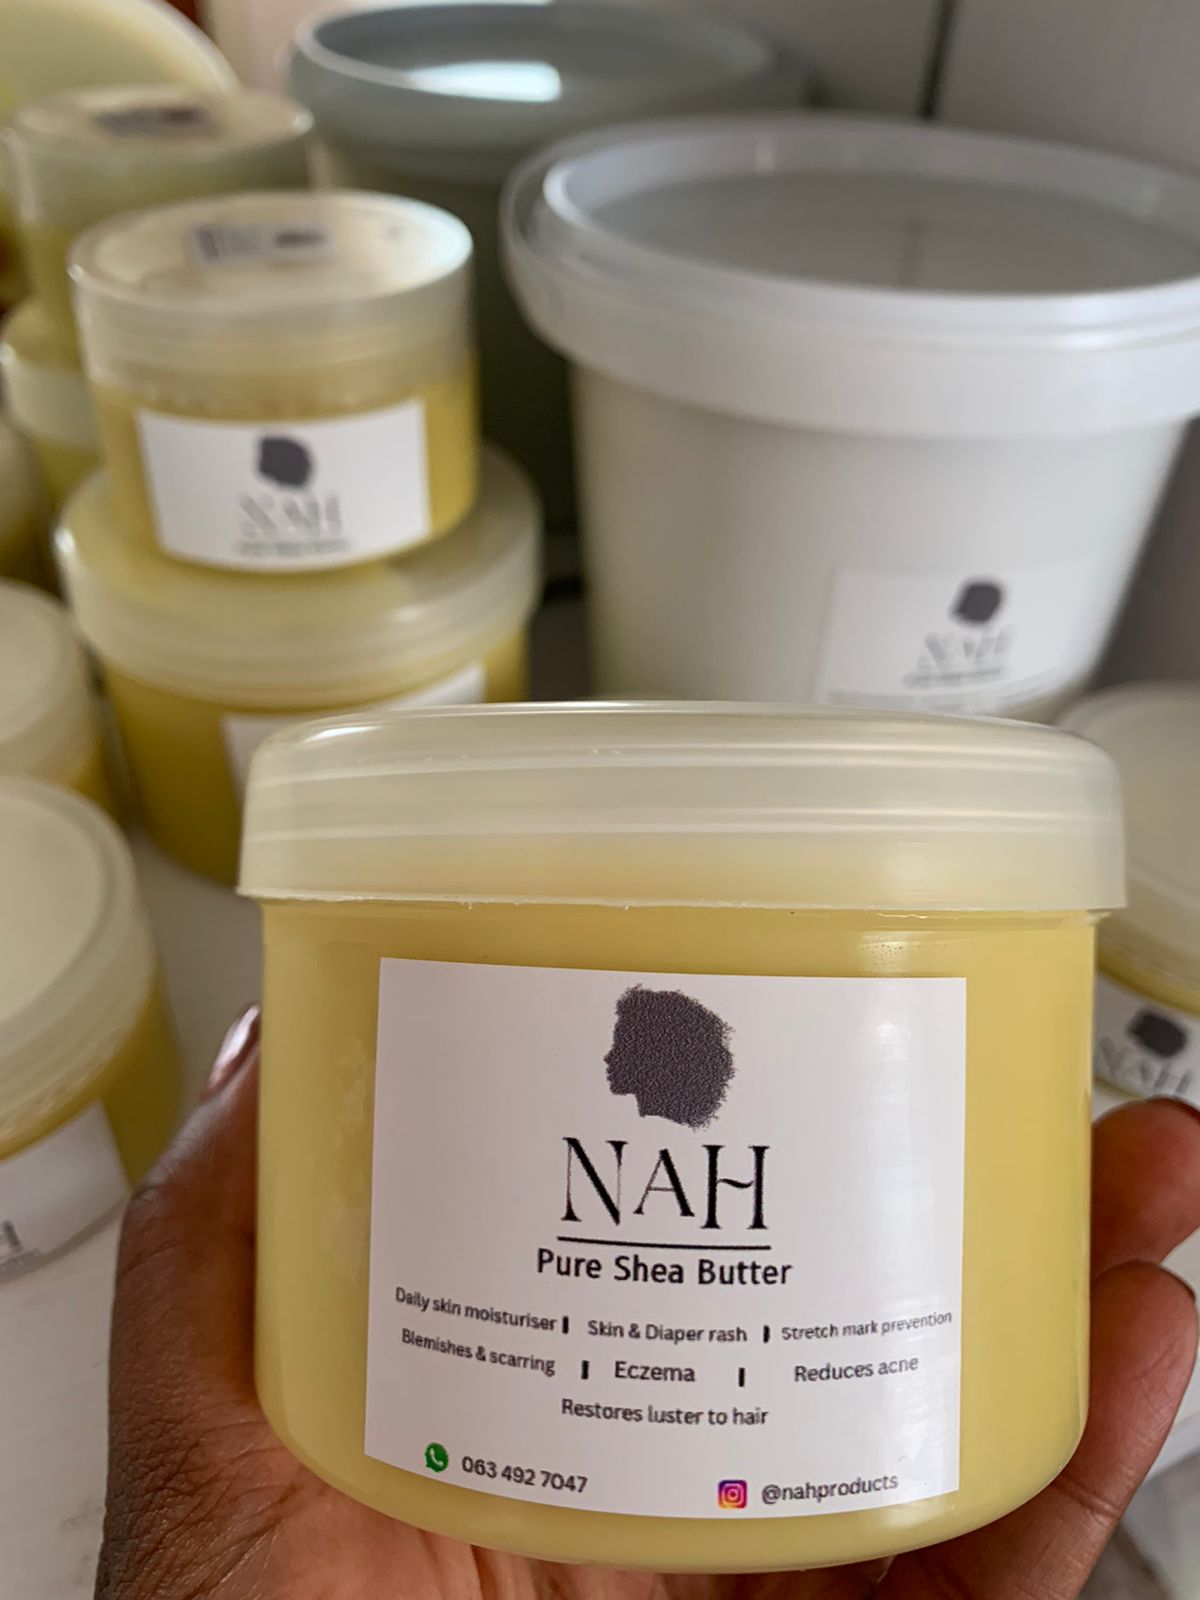 NAH
NAH
NAH
NAH
Pure Shea Butter
Daily skin moisturiser | Skin & Diaper rash | Stretch mark prevention
Blemishes & scarring | Eczema | Reduces acne
Restores luster to hair
063 492 7047 @nahproducts